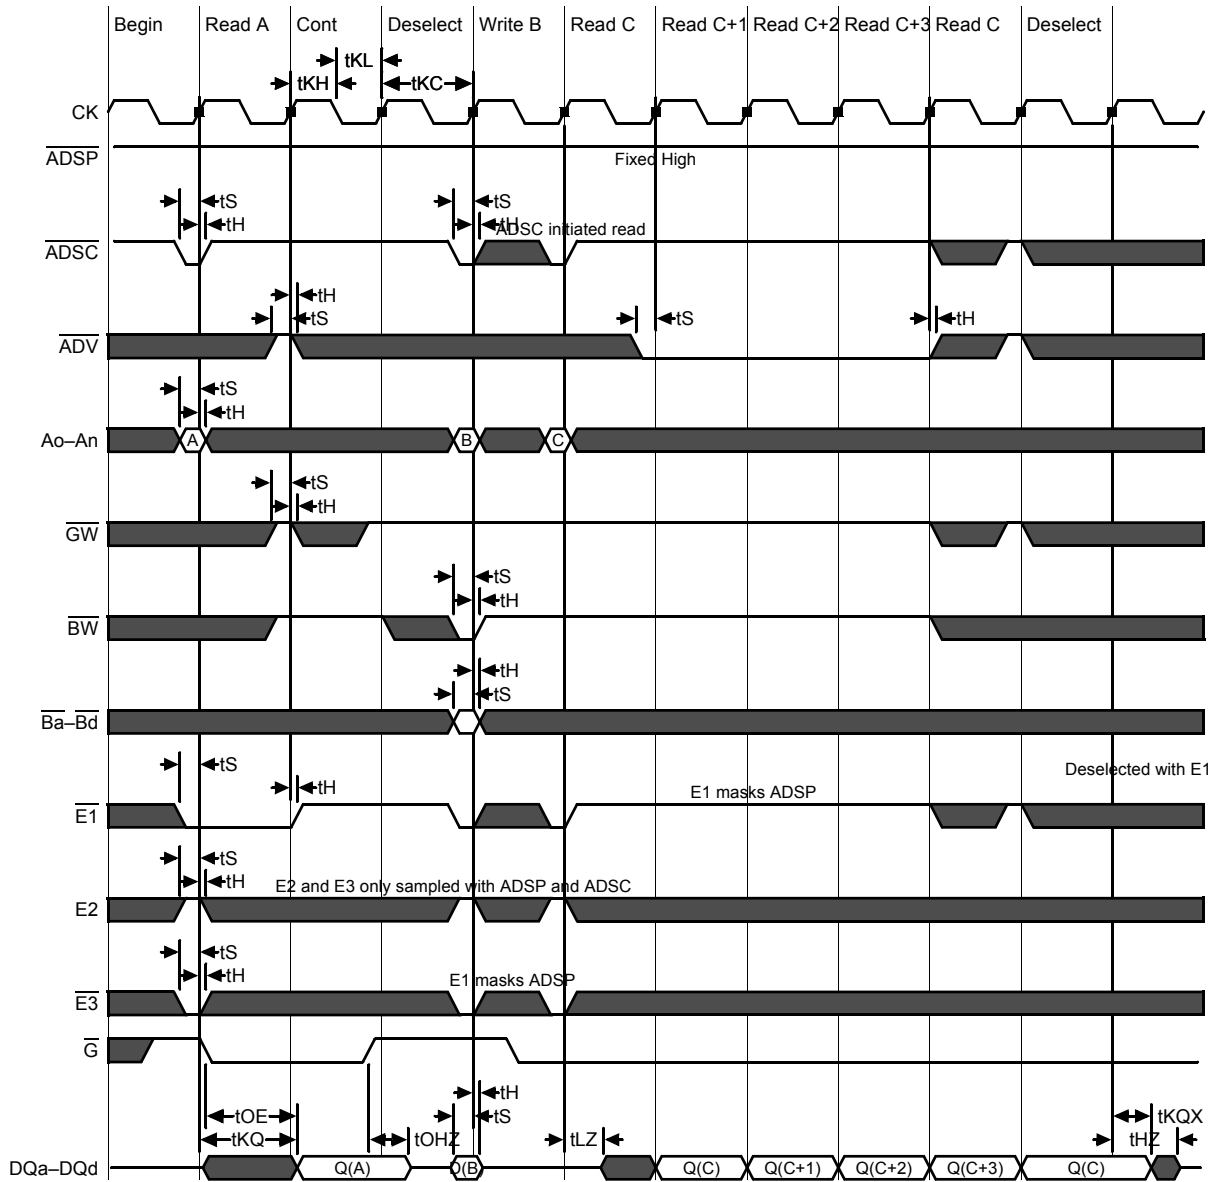 Begin Read A Cont Deselect Write B Read C Read C+1 Read C+2 Read C+3 Read C Deselect
tKL
tKH tKC
CK
ADSP
Fixed High
tS tS
tH tH
ADSC initiated read
ADSC
tH
tS tS tH
ADV
tS
tH
Ao–An A B C
tS
tH
GW
tS
tH
BW
tH
tS
Ba–Bd
tS
Deselected with E1
tH
E1 masks ADSP
E1
tS
tH
E2 and E3 only sampled with ADSP and ADSC
E2
tS
tH
E1 masks ADSP
E3
G
tH
tOE tS tKQX
tKQ tOHZ tLZ tHZ
DQa–DQd Q(A) D(B) Q(C) Q(C+1) Q(C+2) Q(C+3) Q(C)